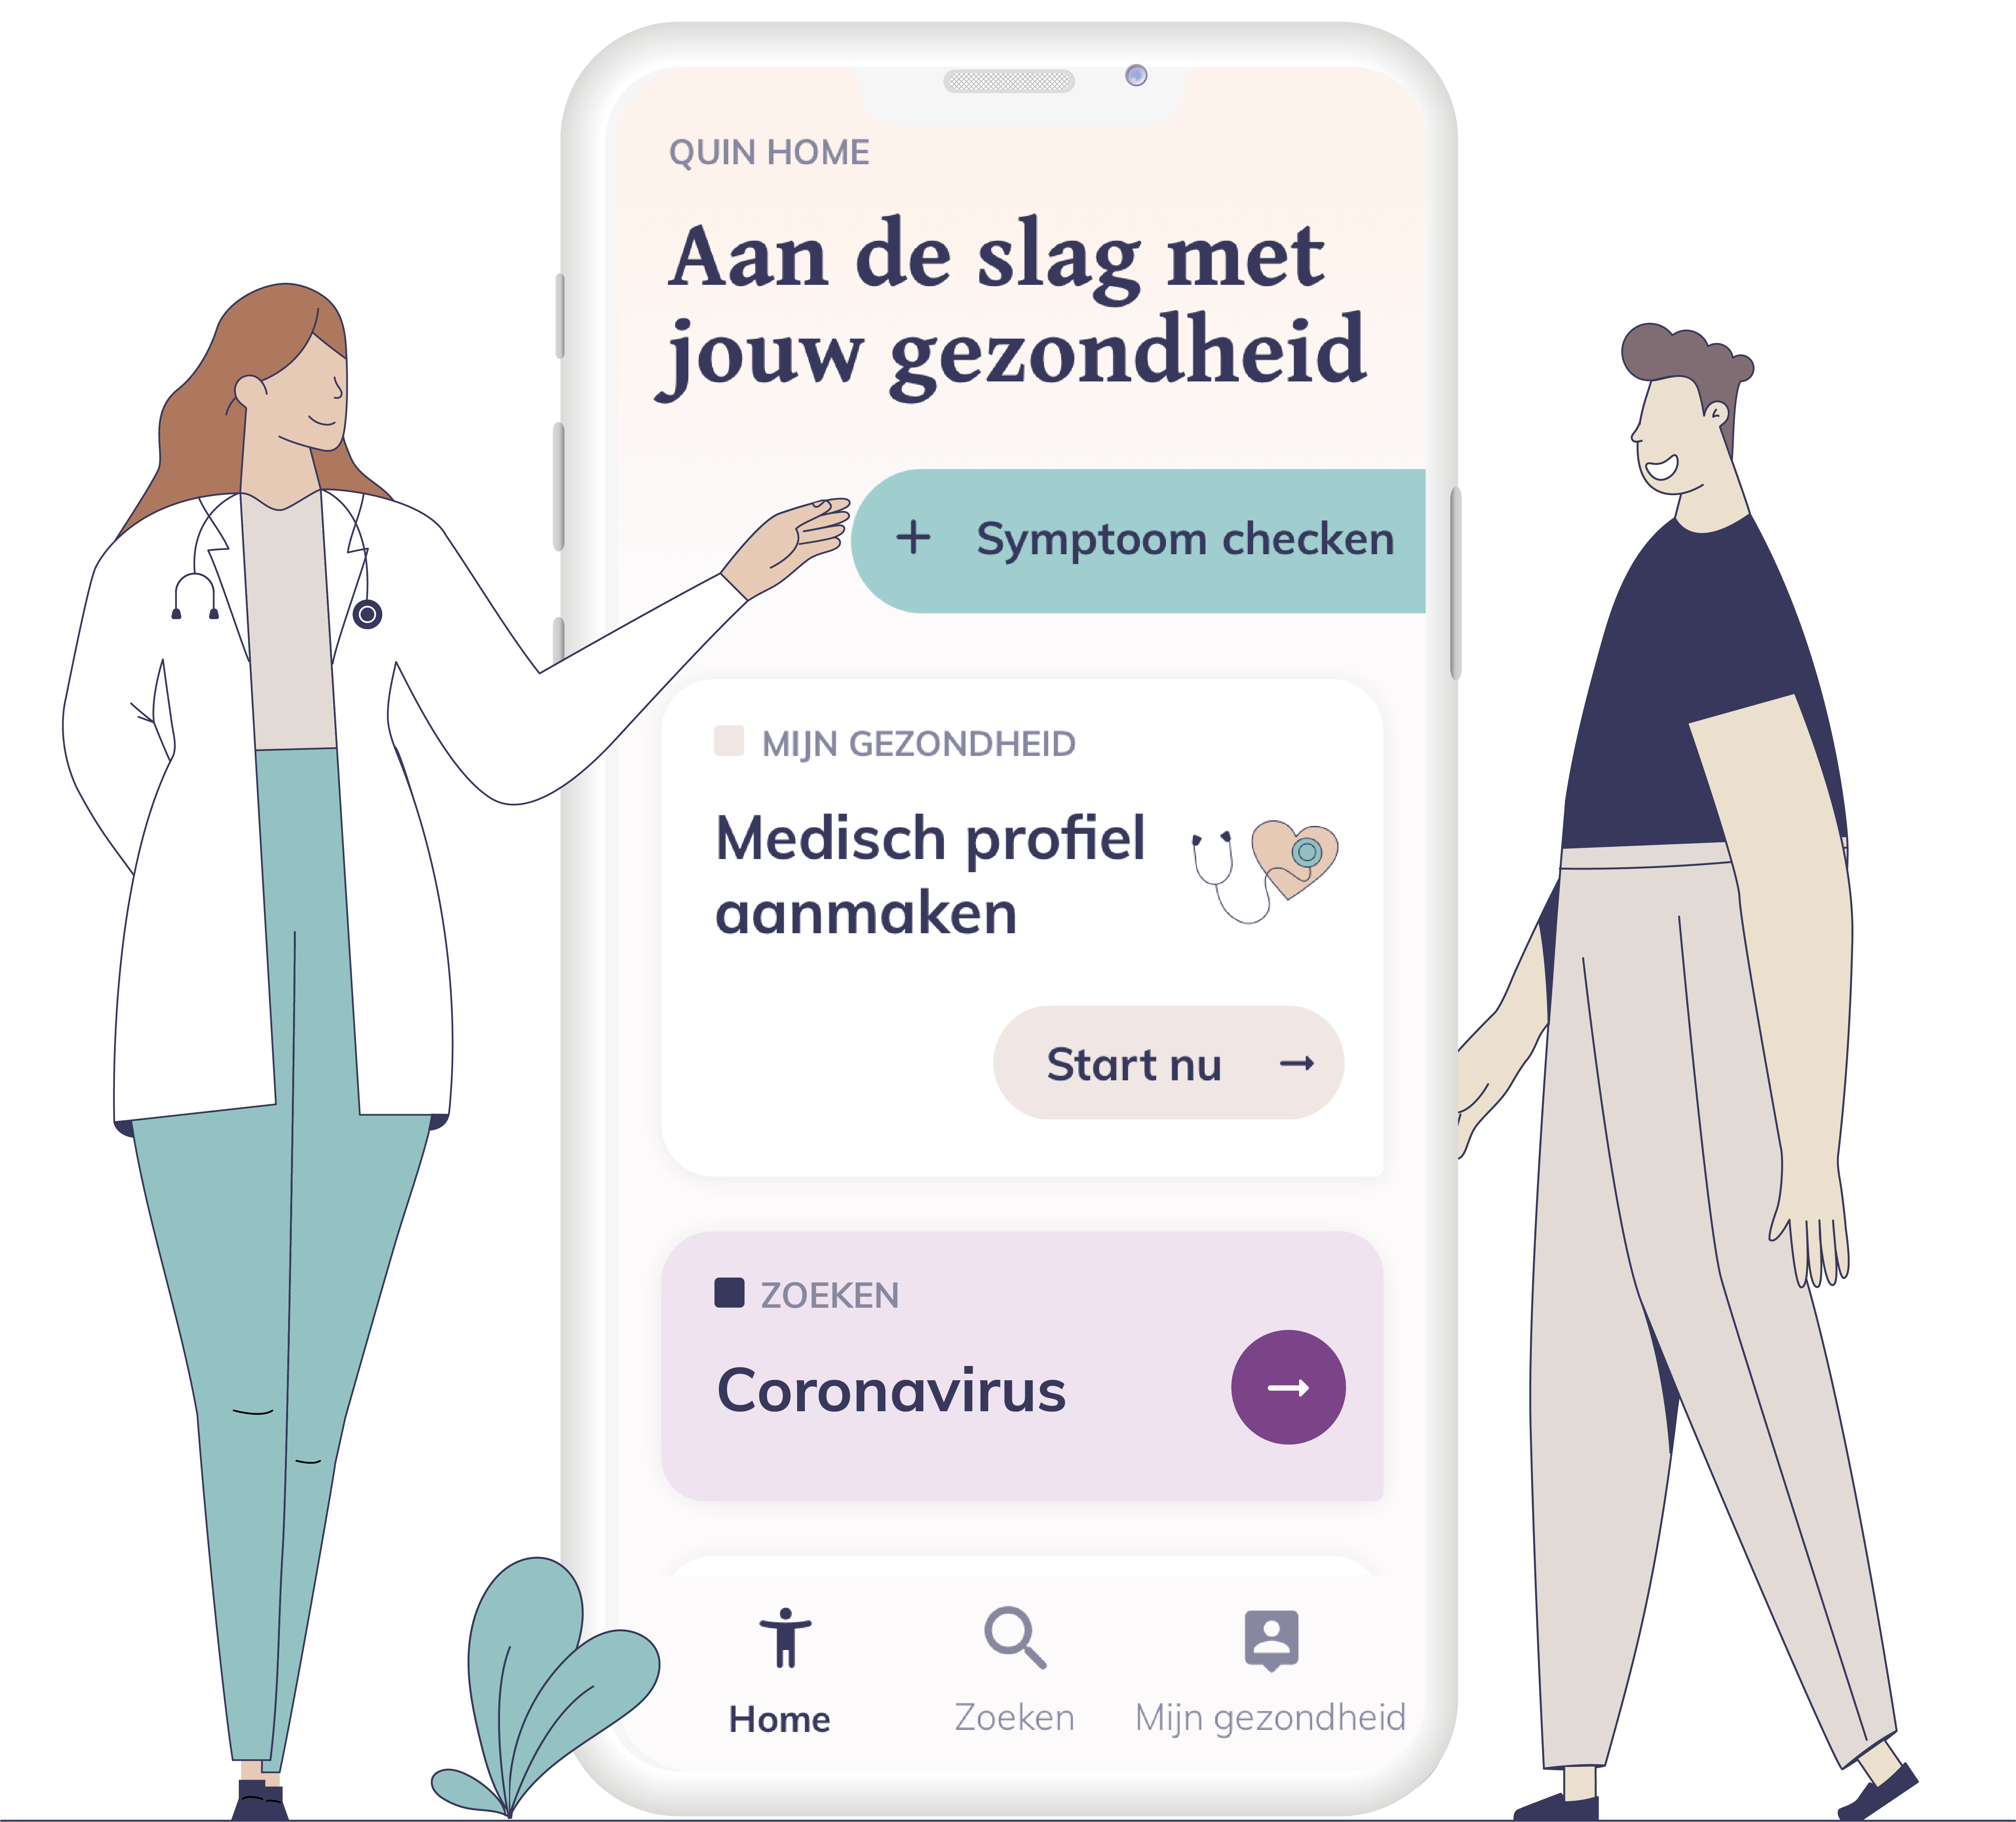 QUIN HOME
Aan de slag met
jouw gezondheid
+ Symptoom checken
MIJN GEZONDHEID
Medisch profiel
aanmaken
Start nu →
ZOEKEN
Coronavirus →
Home Zoeken Mijn gezondheid